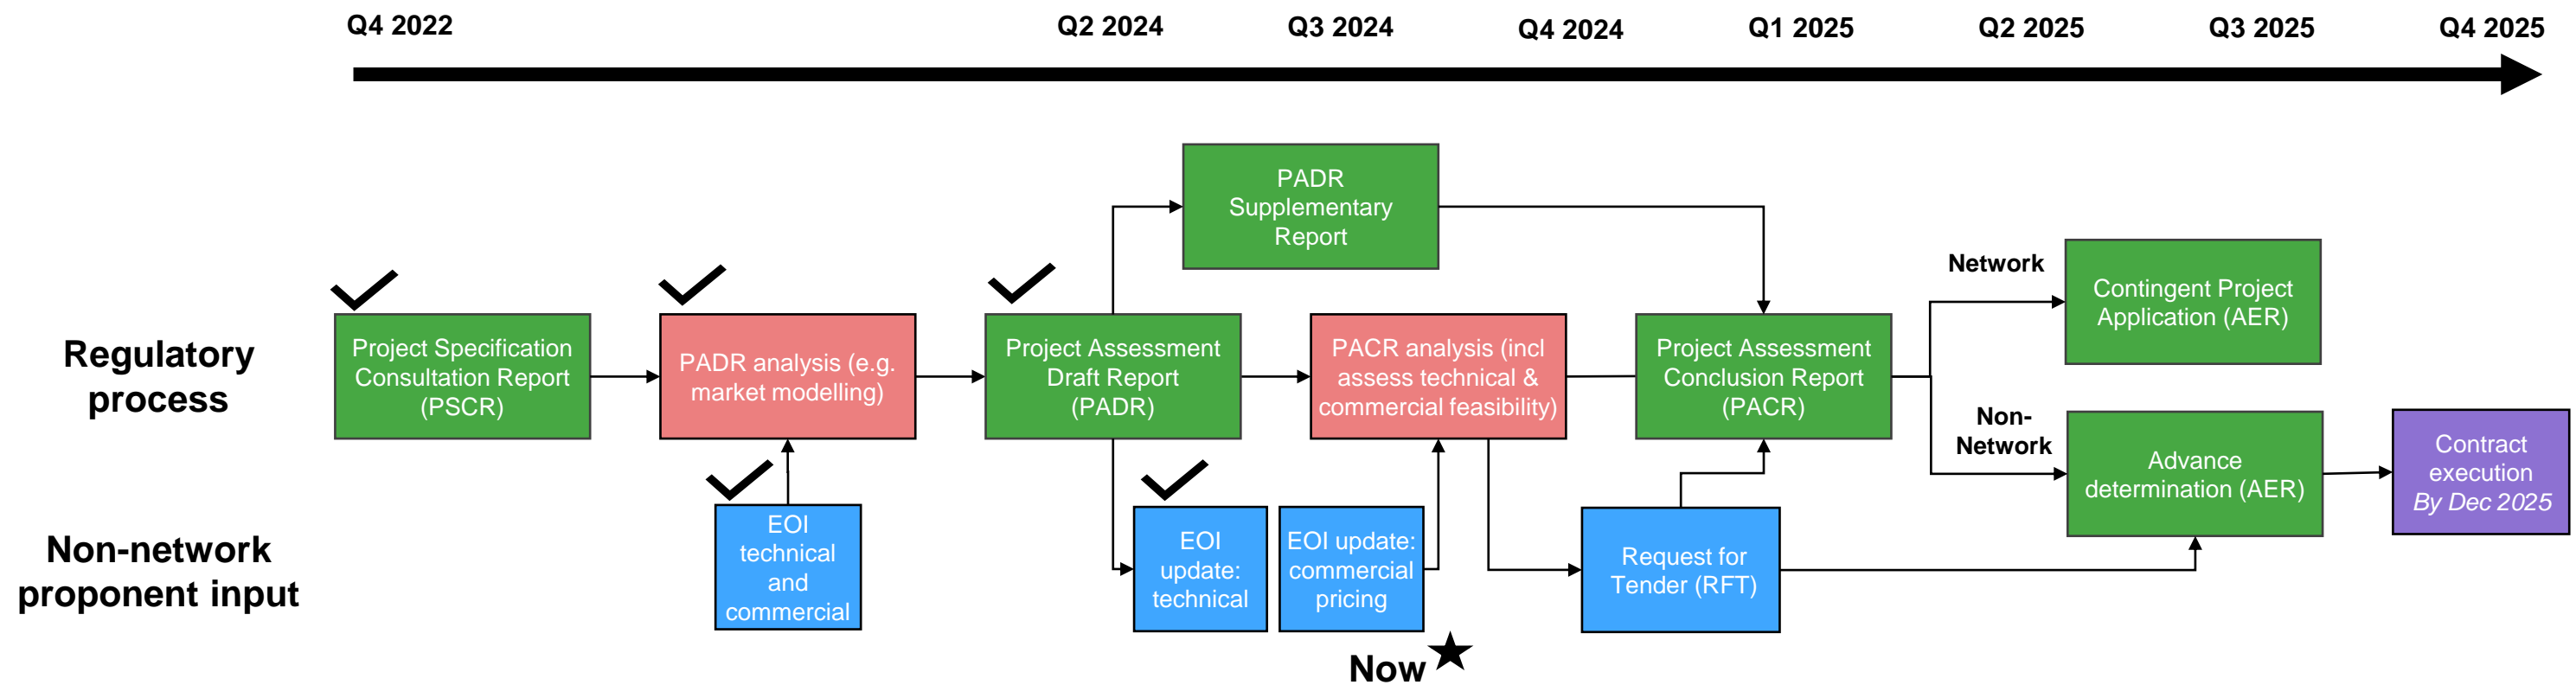 Q4 2022
Q2 2024
Q3 2024
Q4 2024
Q1 2025
Q2 2025
Q3 2025
Q4 2025
PADR
Supplementary
Report
Network
Contingent Project
Application (AER)
Regulatory
process
Project Specification
Consultation Report
(PSCR)
PADR analysis (e.g.
market modelling)
Project Assessment
Draft Report
(PADR)
PACR analysis (incl
assess technical &
commercial feasibility)
Project Assessment
Conclusion Report
(PACR)
Non-
Network
Advance
determination (AER)
Contract
execution
By Dec 2025
Non-network
proponent input
EOI
technical
and
commercial
EOI
update:
technical
EOI update:
commercial
pricing
Request for
Tender (RFT)
Now